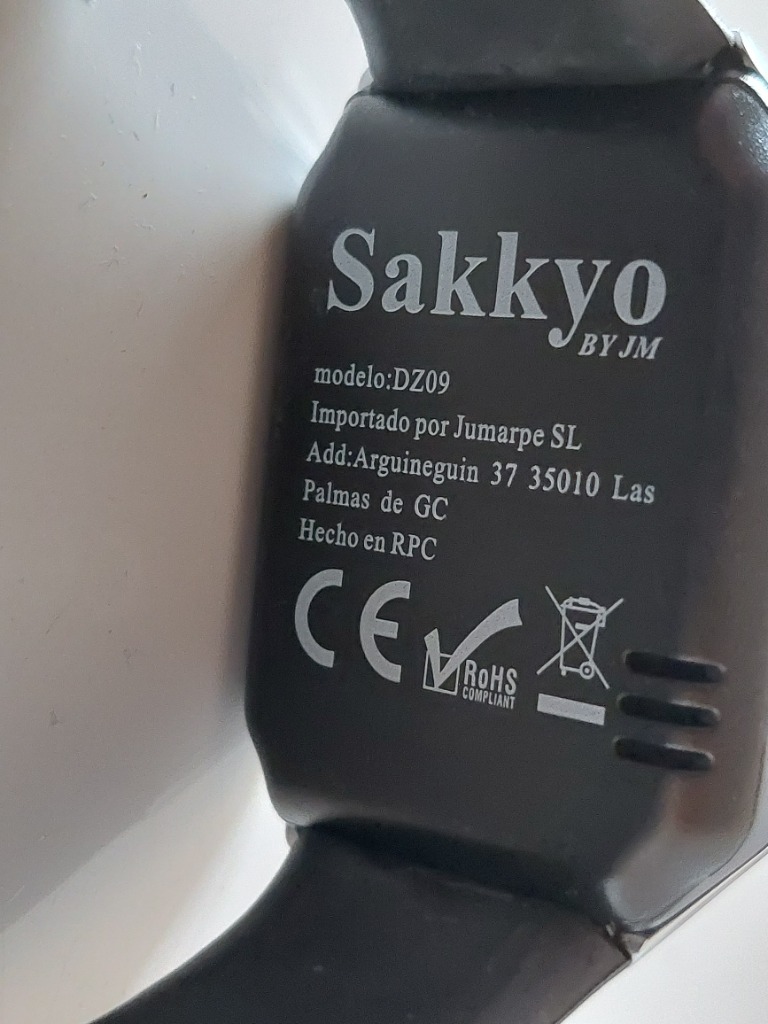 Sakkyo
BY JM
modelo:DZ09
Importado por Jumarpe SL
Add:Arguineguin 37 35010 Las
Palmas de GC
Hecho en RPC
CE
RoHS
COMPLIANT